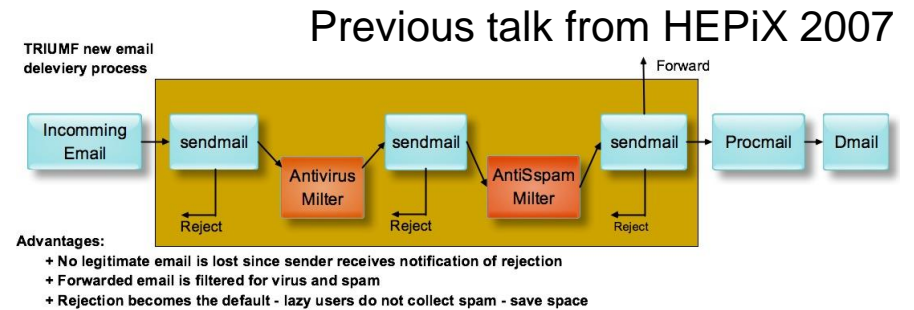 Previous talk from HEPiX 2007
TRIUMF new email
deleviery process
Forward
Incomming
Email
sendmail
Antivirus
Milter
sendmail
AntiSspam
Milter
sendmail
Procmail
Dmail
Reject
Reject
Reject
Advantages:
+ No legitimate email is lost since sender receives notification of rejection
+ Forwarded email is filtered for virus and spam
+ Rejection becomes the default - lazy users do not collect spam - save space